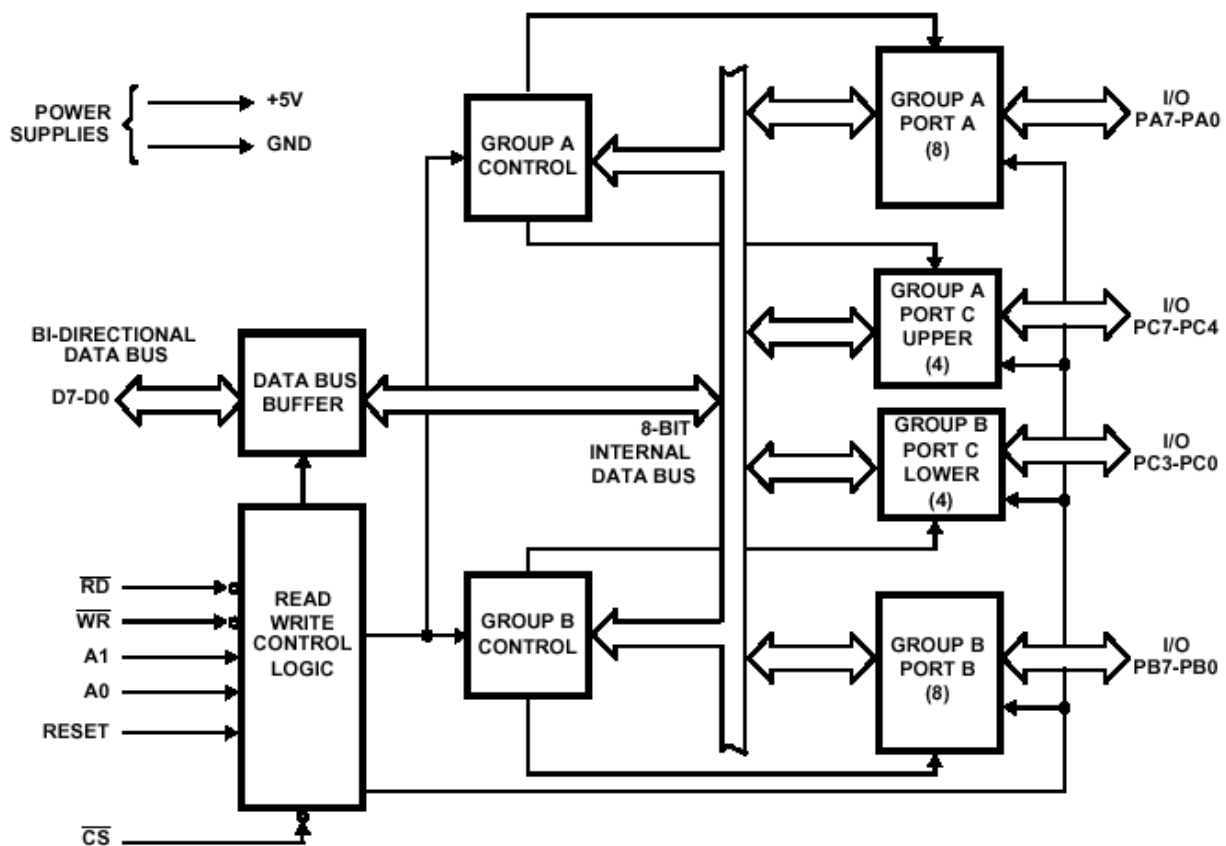 POWER
SUPPLIES
+5V
GND
GROUP A
CONTROL
GROUP A
PORT A
(8)
I/O
PA7-PA0
GROUP A
PORT C
UPPER
(4)
I/O
PC7-PC4
BI-DIRECTIONAL
DATA BUS
D7-D0
DATA BUS
BUFFER
8-BIT
INTERNAL
DATA BUS
GROUP B
PORT C
LOWER
(4)
I/O
PC3-PC0
RD
WR
A1
A0
RESET
CS
READ
WRITE
CONTROL
LOGIC
GROUP B
CONTROL
GROUP B
PORT B
(8)
I/O
PB7-PB0